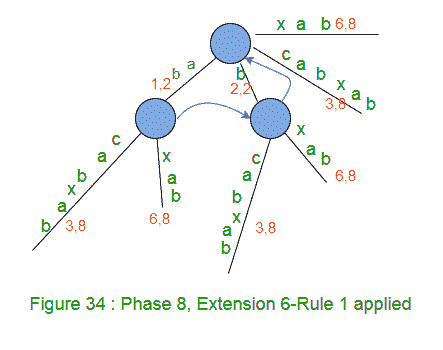 x a b 6,8
c a b x a b 3,8
a b 1,2
b 2,2
c a b x a b 3,8
x a b 6,8
c a b x a b 3,8
x a b 6,8
Figure 34 : Phase 8, Extension 6-Rule 1 applied